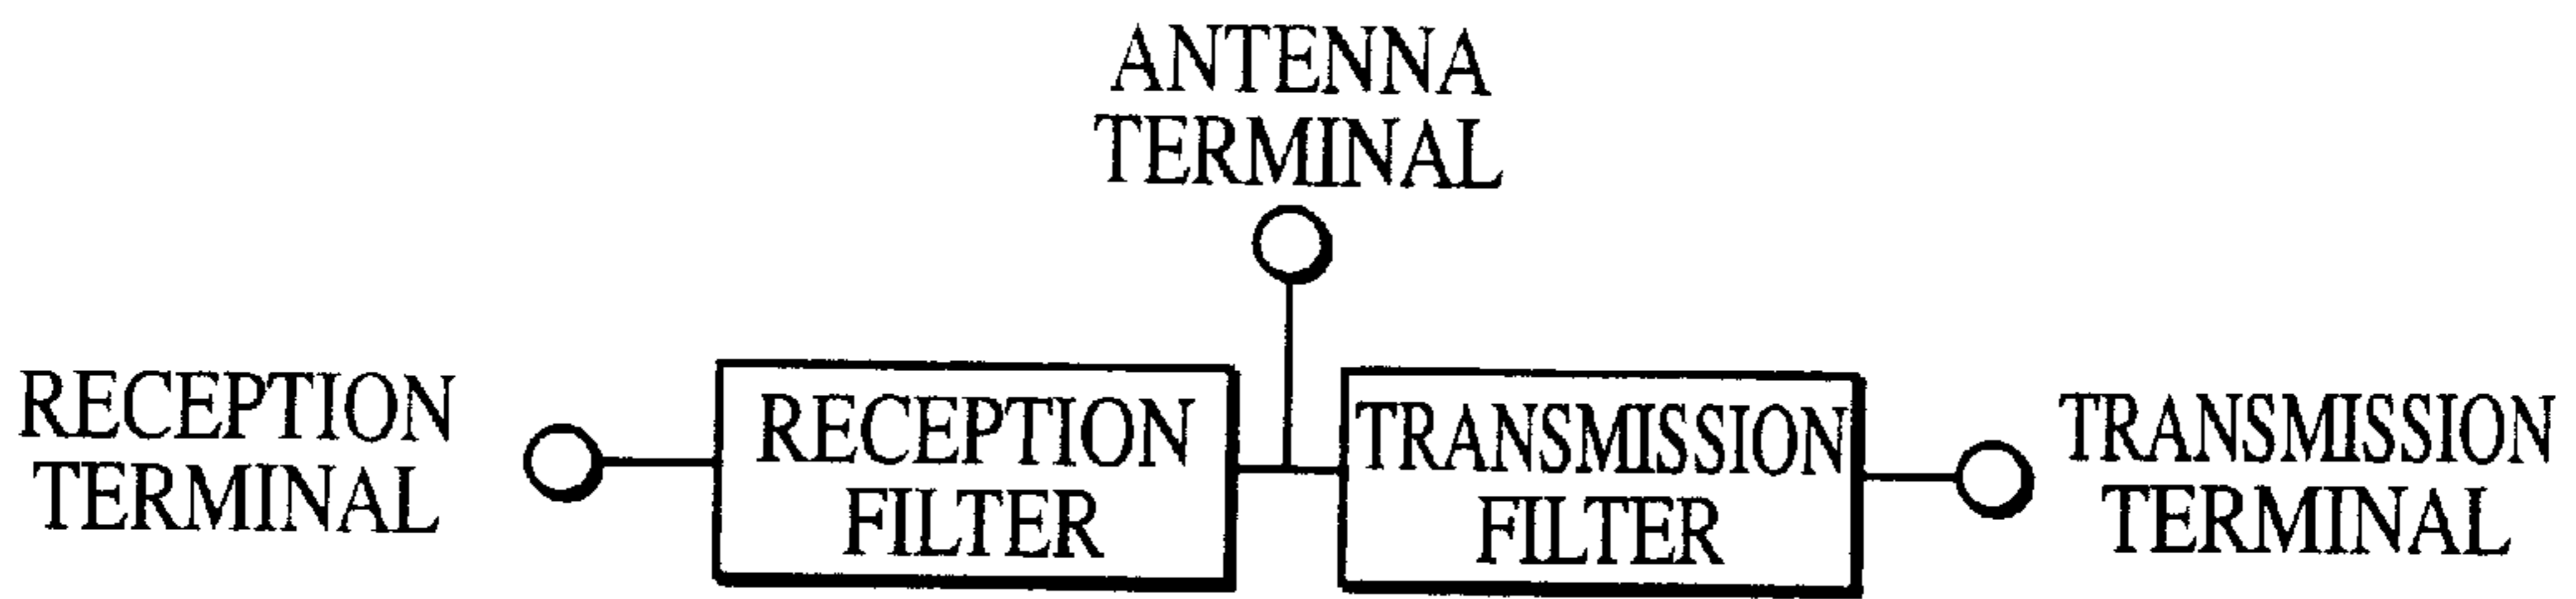 ANTENNA
TERMINAL
RECEPTION
TERMINAL
RECEPTION
FILTER
TRANSMISSION
FILTER
TRANSMISSION
TERMINAL